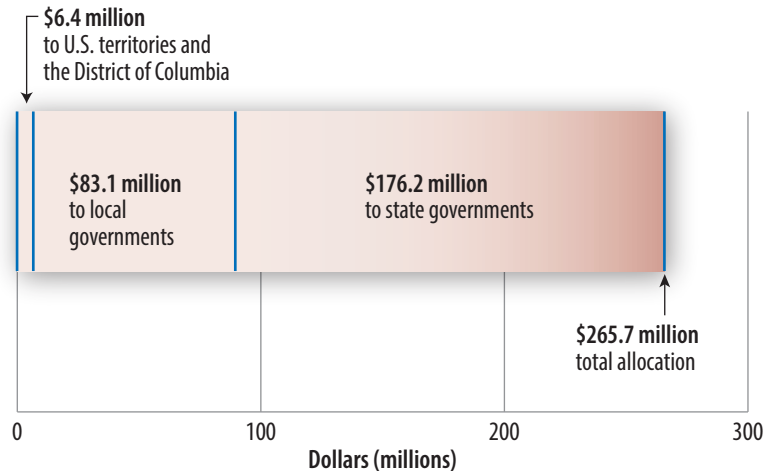 $6.4 million
to U.S. territories and
the District of Columbia
$83.1 million
to local
governments
$176.2 million
to state governments
$265.7 million
total allocation
0
100
200
300
Dollars (millions)